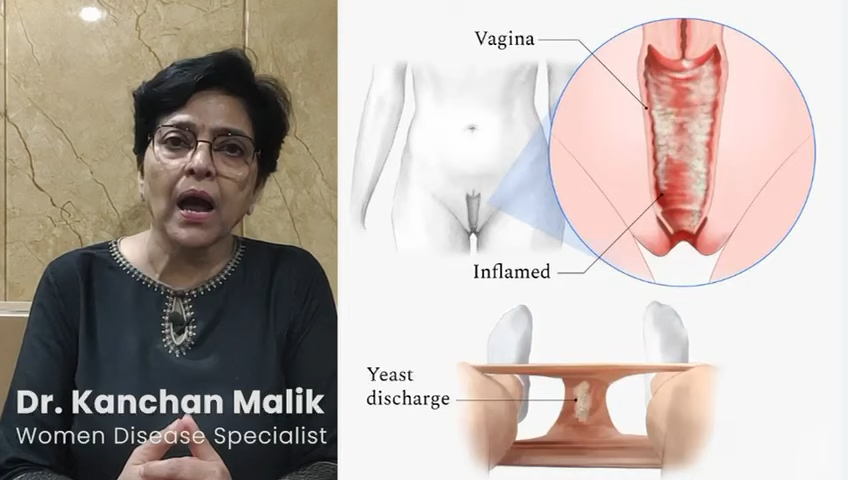 Vagina
Inflamed
Yeast
discharge
Dr. Kanchan Malik
Women Disease Specialist